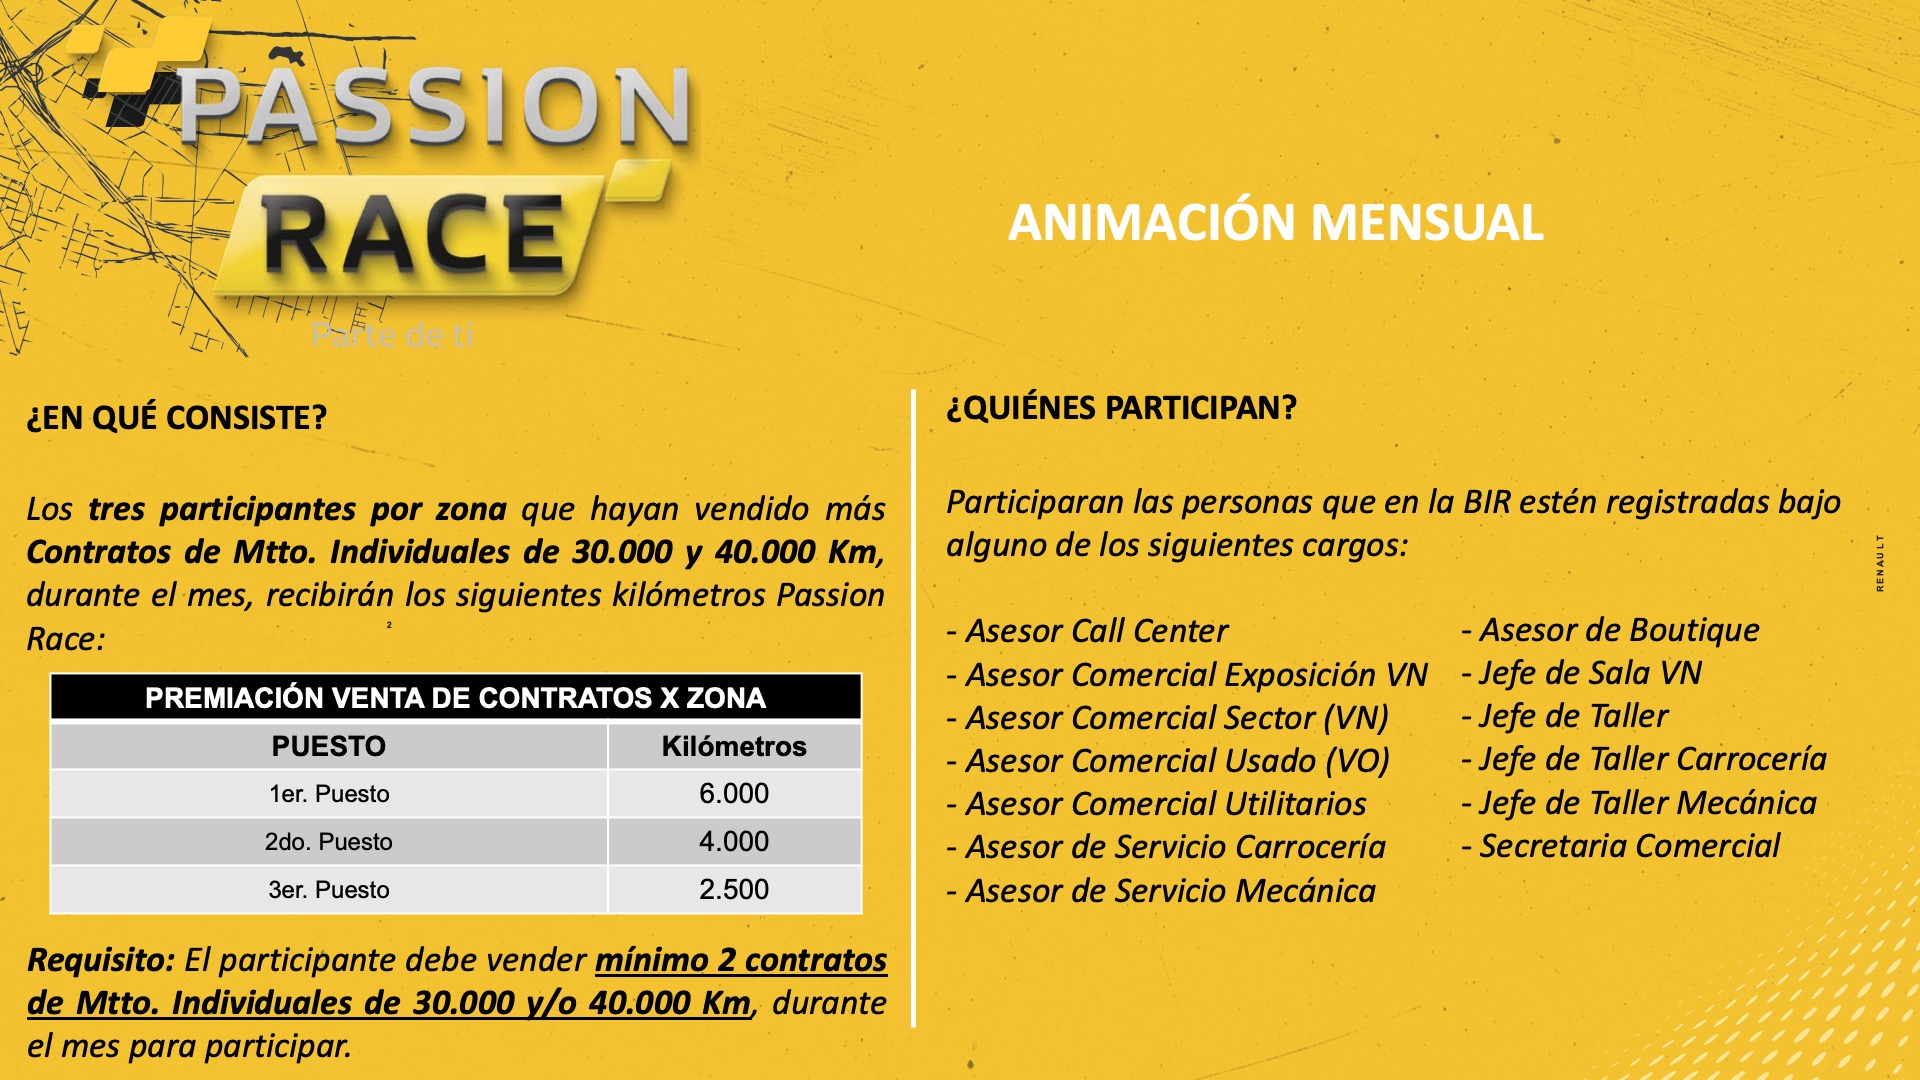 PASSION
RACE
Parte de ti
ANIMACIÓN MENSUAL
¿EN QUÉ CONSISTE?
Los tres participantes por zona que hayan vendido más
Contratos de Mtto. Individuales de 30.000 y 40.000 Km,
durante el mes, recibirán los siguientes kilómetros Passion
Race:
2
PREMIACIÓN VENTA DE CONTRATOS X ZONA
PUESTO Kilómetros
1er. Puesto 6.000
2do. Puesto 4.000
3er. Puesto 2.500
Requisito: El participante debe vender mínimo 2 contratos
de Mtto. Individuales de 30.000 y/o 40.000 Km, durante
el mes para participar.
¿QUIÉNES PARTICIPAN?
Participaran las personas que en la BIR estén registradas bajo
alguno de los siguientes cargos:
- Asesor Call Center
- Asesor Comercial Exposición VN
- Asesor Comercial Sector (VN)
- Asesor Comercial Usado (VO)
- Asesor Comercial Utilitarios
- Asesor de Servicio Carrocería
- Asesor de Servicio Mecánica
- Asesor de Boutique
- Jefe de Sala VN
- Jefe de Taller
- Jefe de Taller Carrocería
- Jefe de Taller Mecánica
- Secretaria Comercial
RENAULT